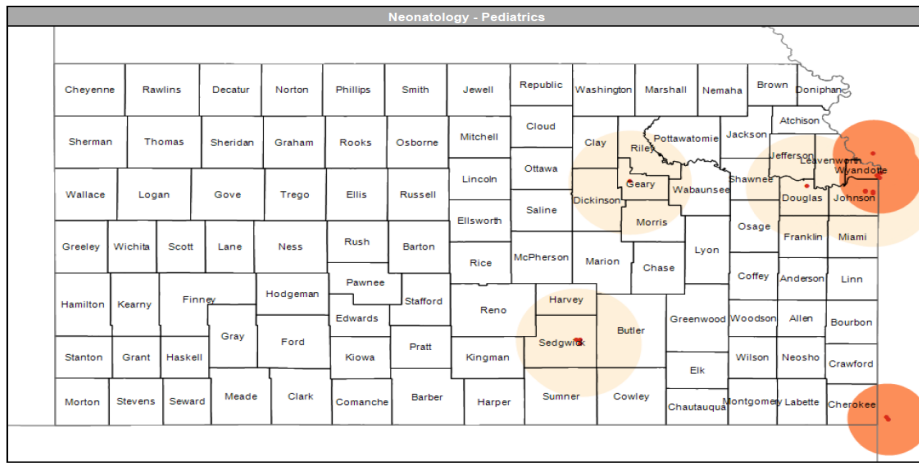 Neonatology - Pediatrics
Cheyenne Rawlins Decatur Norton Phillips Smith Jewell Republic Washington Marshall Nemaha Brown Doniphan
Atchison
Sherman Thomas Sheridan Graham Rooks Osborne Mitchell Cloud Clay Riley Pottawatomie Jackson Jefferson Leavenworth
Wyandotte
Lincoln Ottawa Geary Shawnee
Wallace Logan Gove Trego Ellis Russell Dickinson Wabaunsee Douglas Johnson
Ellsworth Saline Morris Osage Franklin Miami
Greeley Wichita Scott Lane Ness Rush Barton Lyon
Rice McPherson Marion Chase
Pawnee Coffey Anderson Linn
Hamilton Kearny Finney Hodgeman Stafford Reno Harvey
Edwards Greenwood Woodson Allen Bourbon
Gray Ford Butler
Stanton Grant Haskell Kiowa Pratt Kingman Sedgwick Wilson Neosho Crawford
Elk
Morton Stevens Seward Meade Clark Comanche Barber Harper Sumner Cowley Chautauqua Montgomery Labette Cherokee